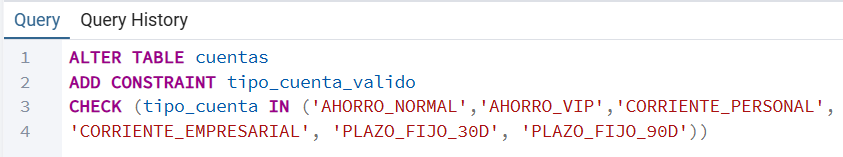 Query Query History
1 ALTER TABLE cuentas
2 ADD CONSTRAINT tipo_cuenta_valido
3 CHECK (tipo_cuenta IN ('AHORRO_NORMAL','AHORRO_VIP','CORRIENTE_PERSONAL',
4 'CORRIENTE_EMPRESARIAL', 'PLAZO_FIJO_30D', 'PLAZO_FIJO_90D'))